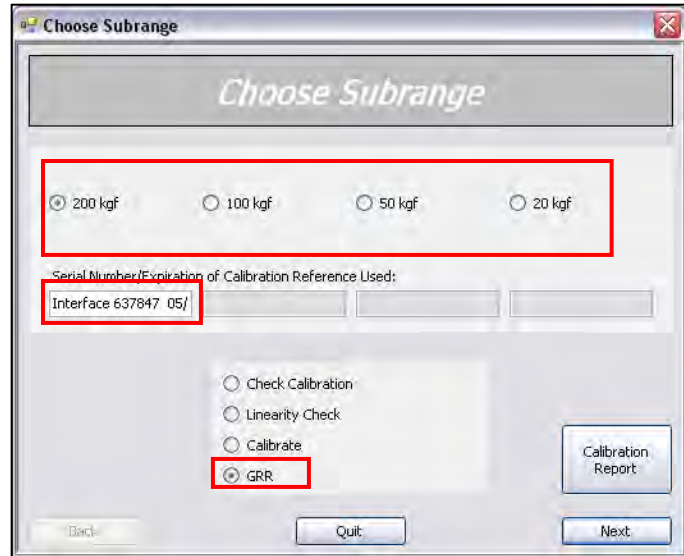 Choose Subrange
Choose Subrange
200 kgf 100 kgf 50 kgf 20 kgf
Serial Number/Expiration of Calibration Reference Used:
Interface 637847 05/
Check Calibration
Linearity Check
Calibrate
GRR
Calibration
Report
Back Quit Next